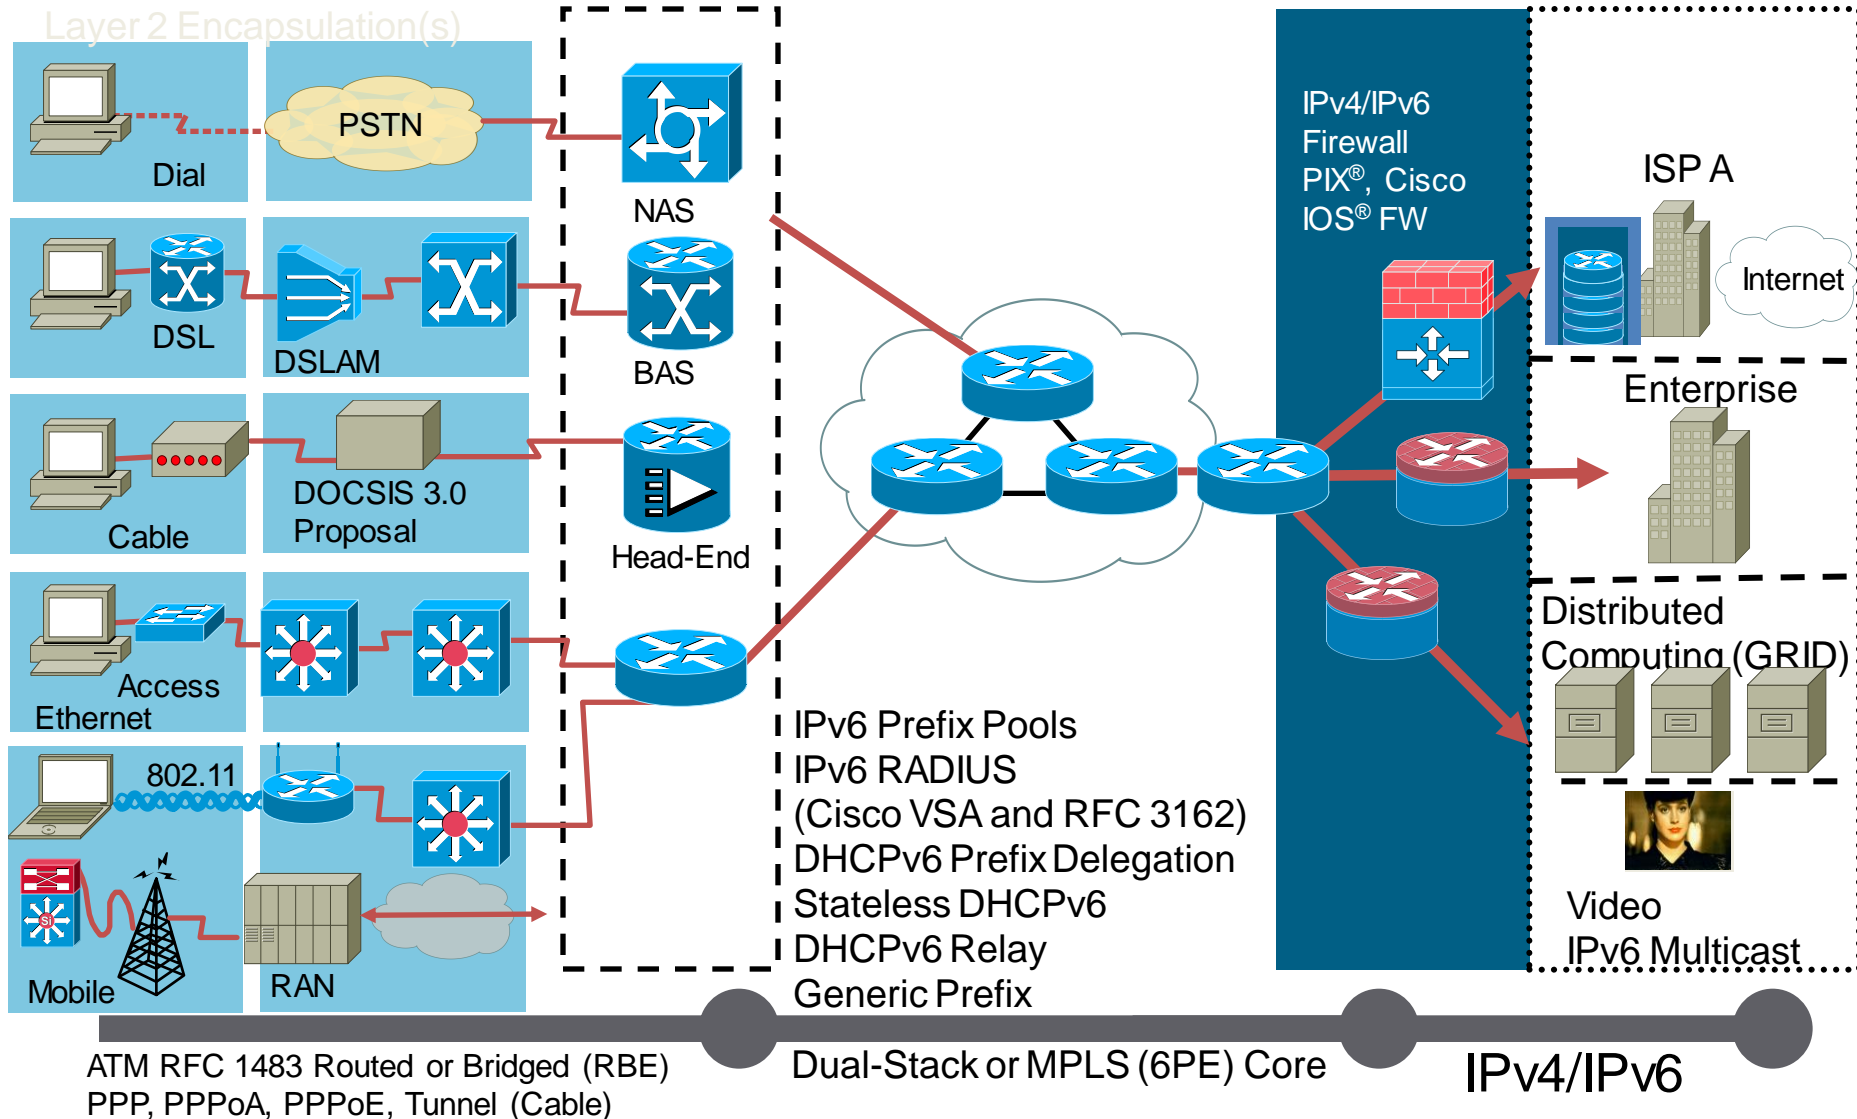 Layer 2 Encapsulation(s)
PSTN
Dial
NAS
DSL
DSLAM
BAS
Cable
DOCSIS 3.0
Proposal
Head-End
Access
Ethernet
802.11
Si
Mobile
RAN
IPv6 Prefix Pools
IPv6 RADIUS
(Cisco VSA and RFC 3162)
DHCPv6 Prefix Delegation
Stateless DHCPv6
DHCPv6 Relay
Generic Prefix
IPv4/IPv6
Firewall
PIX®, Cisco
IOS® FW
ISP A
Internet
Enterprise
Distributed
Computing (GRID)
Video
IPv6 Multicast
ATM RFC 1483 Routed or Bridged (RBE)
PPP, PPPoA, PPPoE, Tunnel (Cable)
Dual-Stack or MPLS (6PE) Core
IPv4/IPv6